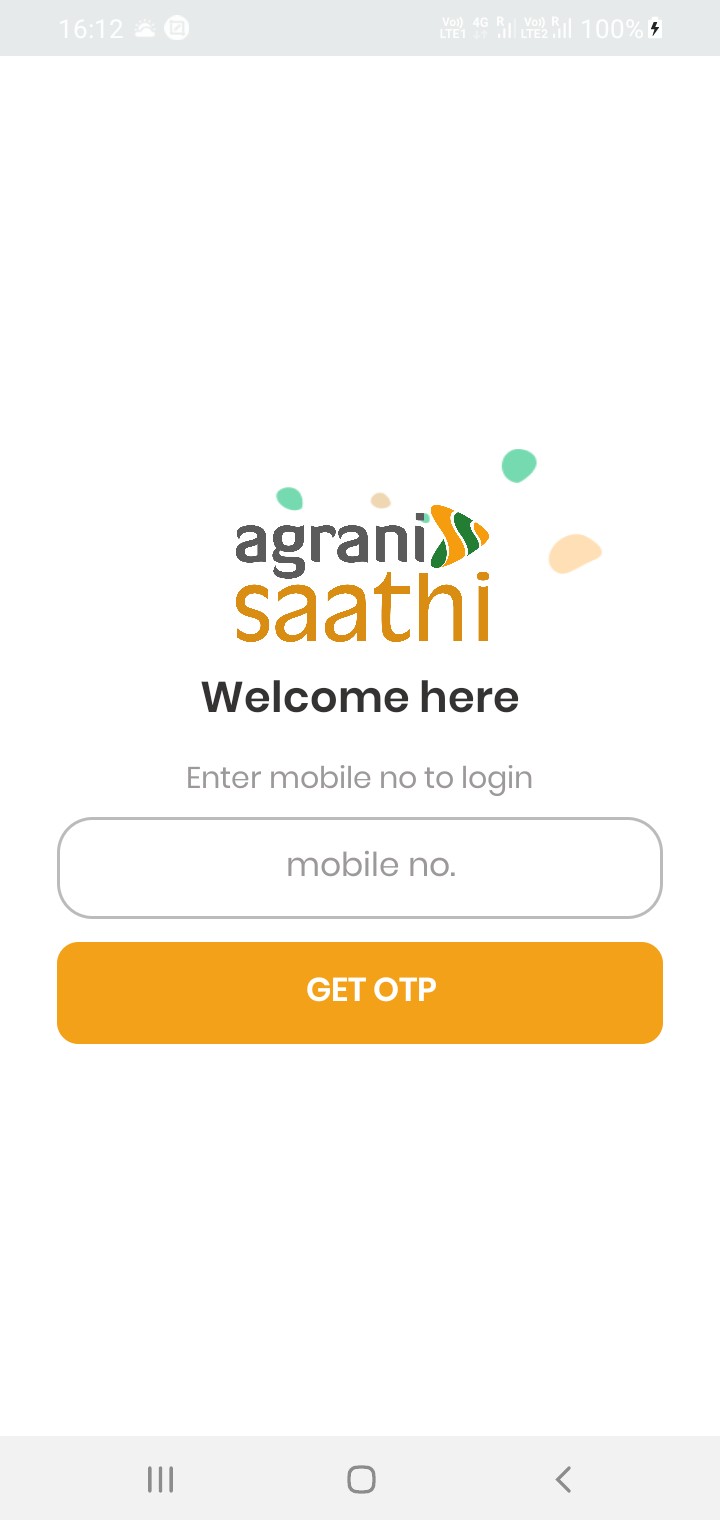 16:12 Vo) LTE1 4G R Vo) LTE2 R 100%
agrani
saathi
Welcome here
Enter mobile no to login
mobile no.
GET OTP